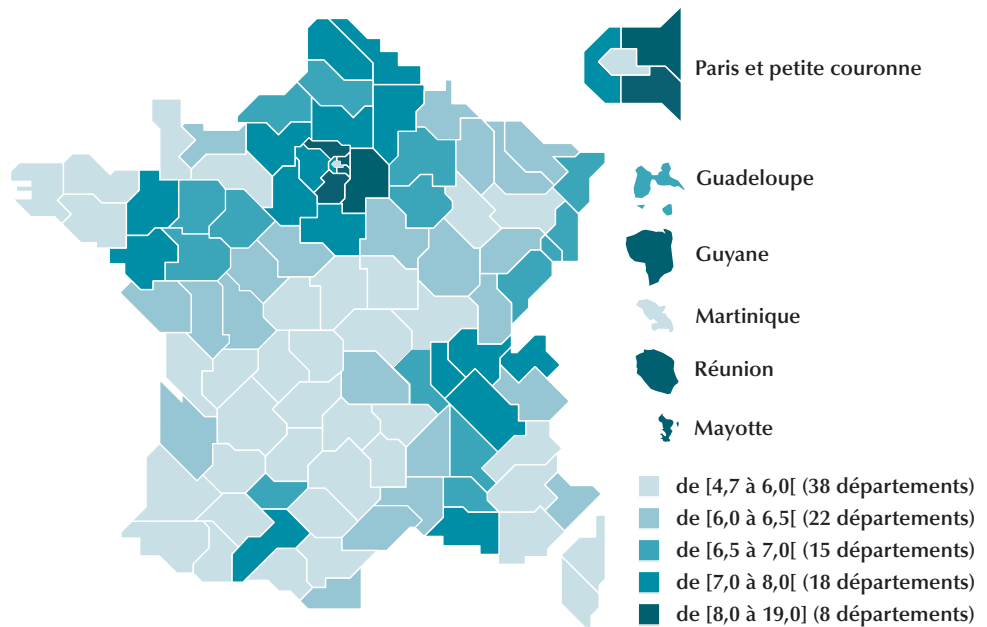 Paris et petite couronne
Guadeloupe
Guyane
Martinique
Réunion
Mayotte
de [4,7 à 6,0[ (38 départements)
de [6,0 à 6,5[ (22 départements)
de [6,5 à 7,0[ (15 départements)
de [7,0 à 8,0[ (18 départements)
de [8,0 à 19,0] (8 départements)